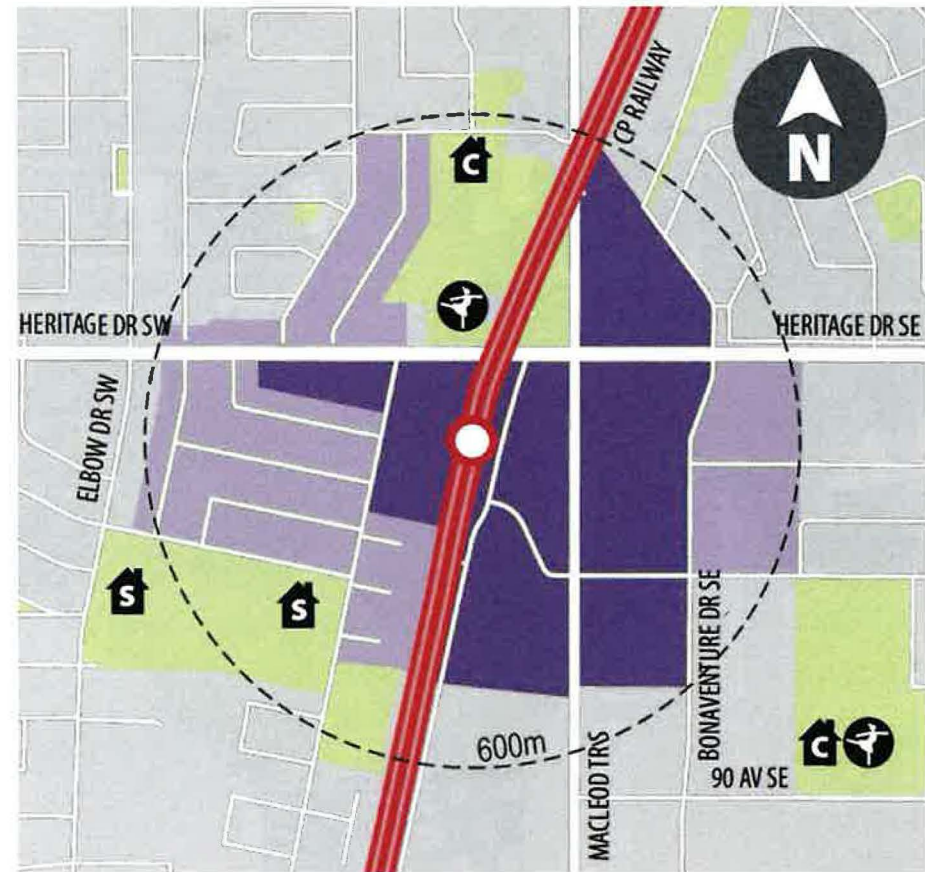 CP RAILWAY
N
C
HERITAGE DR SW
HERITAGE DR SE
ELBOW DR SW
S
S
BONAVENTURE DR SE
C
600m
MACLEOD TR S
90 AV SE